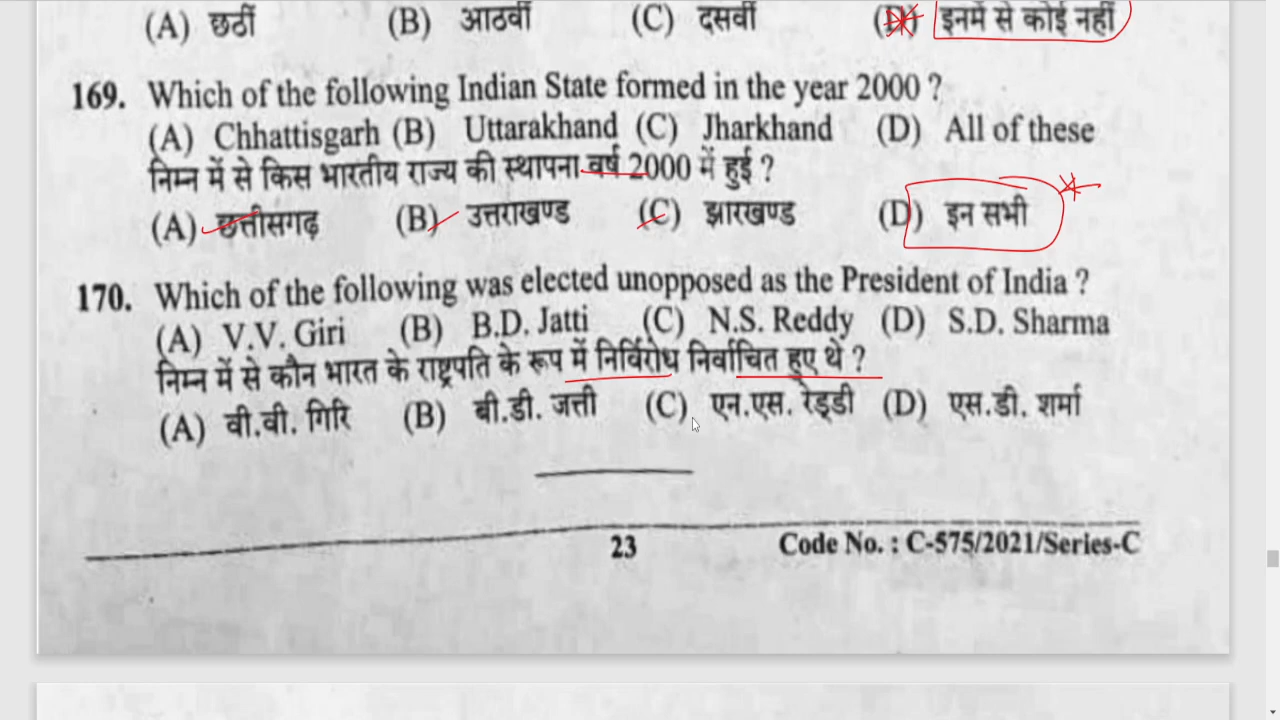 (A) छठीं (B) आठवीं (C) दसवीं (D) इनमें से कोई नहीं
169. Which of the following Indian State formed in the year 2000 ?
(A) Chhattisgarh (B) Uttarakhand (C) Jharkhand (D) All of these
निम्न में से किस भारतीय राज्य की स्थापना वर्ष 2000 में हुई ?
(A) छत्तीसगढ़ (B) उत्तराखण्ड (C) झारखण्ड (D) इन सभी
170. Which of the following was elected unopposed as the President of India ?
(A) V.V. Giri (B) B.D. Jatti (C) N.S. Reddy (D) S.D. Sharma
निम्न में से कौन भारत के राष्ट्रपति के रूप में निर्विरोध निर्वाचित हुए थे ?
(A) वी.वी. गिरि (B) बी.डी. जत्ती (C) एन.एस. रेड्डी (D) एस.डी. शर्मा
23 Code No. : C-575/2021/Series-C